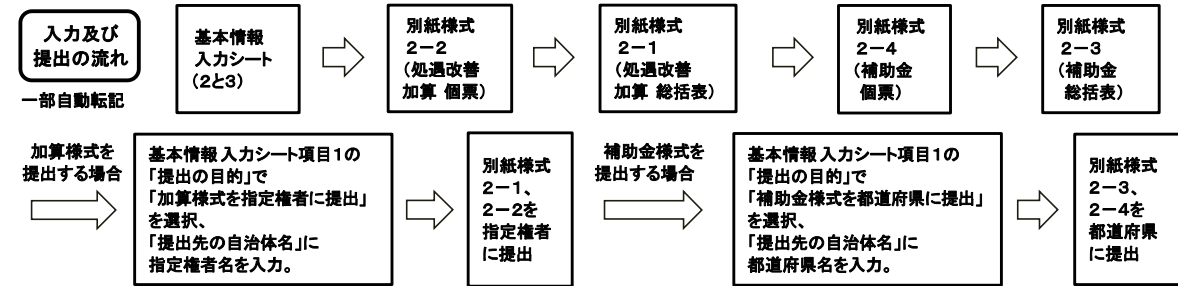 入力及び
提出の流れ
一部自動転記
基本情報
入力シート
(2と3)
別紙様式
2－2
(処遇改善
加算 個票)
別紙様式
2－1
(処遇改善
加算 総括表)
別紙様式
2－4
(補助金
個票)
別紙様式
2－3
(補助金
総括表)
加算様式を
提出する場合
基本情報入力シート項目1の
「提出の目的」で
「加算様式を指定権者に提出」
を選択、
「提出先の自治体名」に
指定権者名を入力。
別紙様式
2－1、
2－2を
指定権者
に提出
補助金様式を
提出する場合
基本情報入力シート項目1の
「提出の目的」で
「補助金様式を都道府県に提出」
を選択、
「提出先の自治体名」に
都道府県名を入力。
別紙様式
2－3、
2－4を
都道府県
に提出